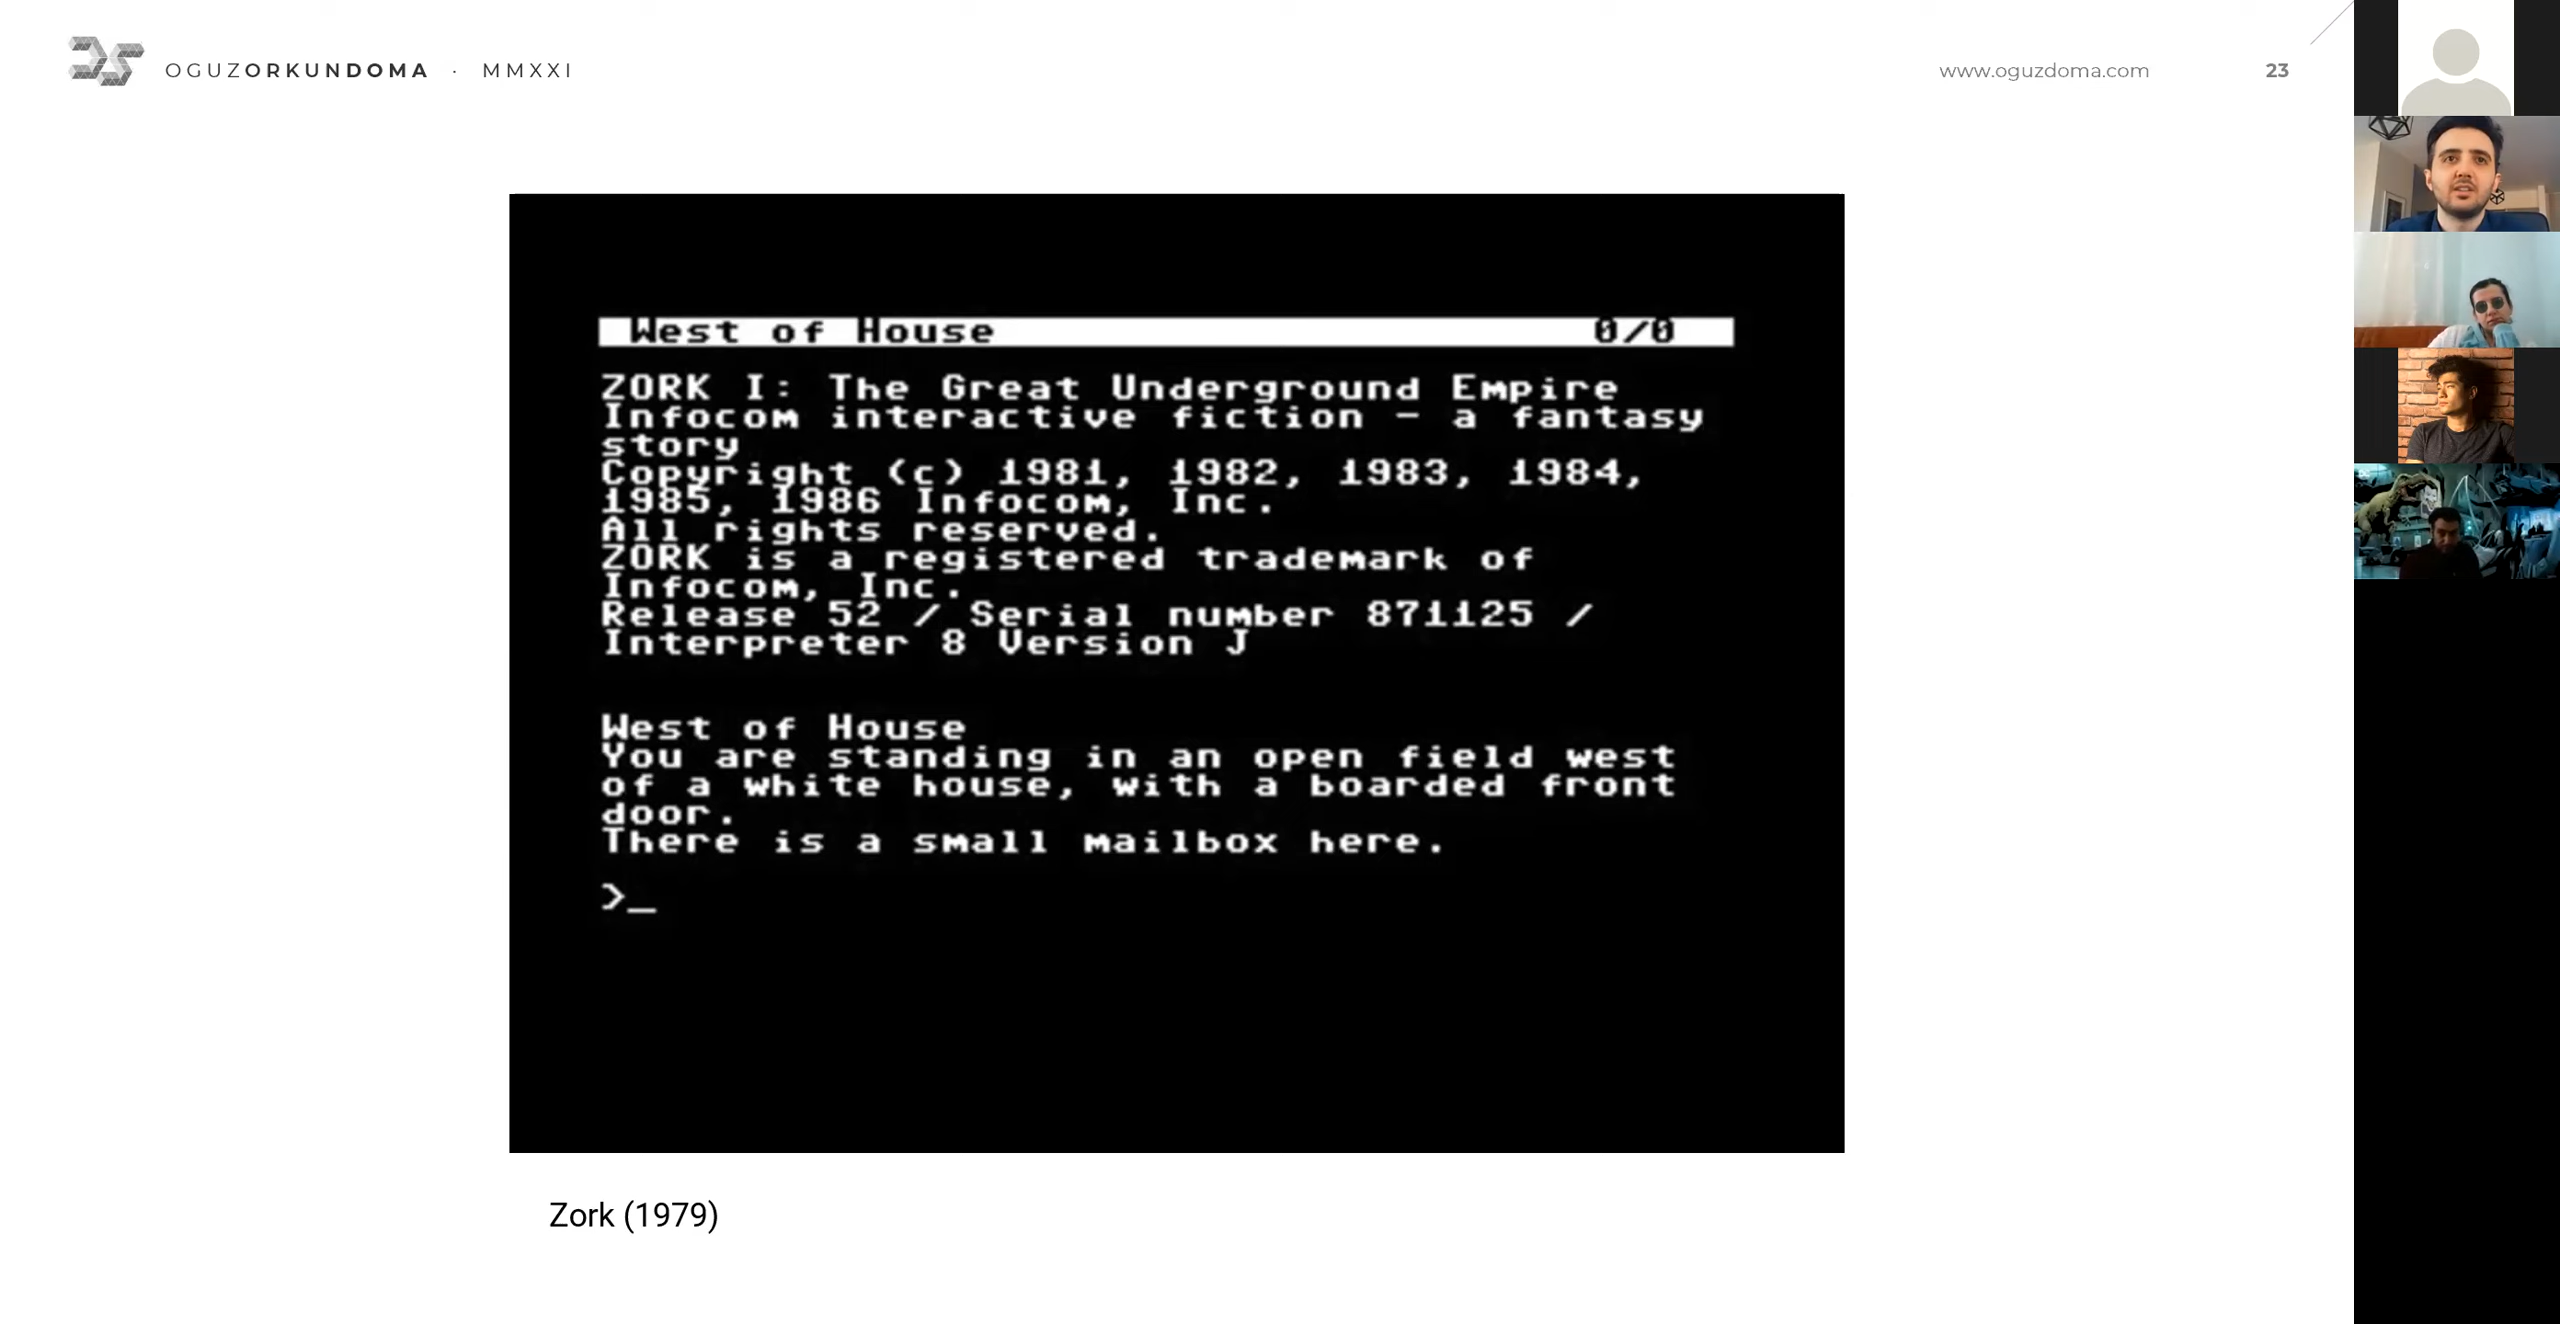 OGUZORKUNDOMA · MMXXI
www.oguzdoma.com
23
West of House 0/0
ZORK I: The Great Underground Empire
Infocom interactive fiction - a fantasy
story
Copyright (c) 1981, 1982, 1983, 1984,
1985, 1986 Infocom, Inc.
All rights reserved.
ZORK is a registered trademark of
Infocom, Inc.
Release 52 / Serial number 871125 /
Interpreter 8 Version J
West of House
You are standing in an open field west
of a white house, with a boarded front
door.
There is a small mailbox here.
>_
Zork (1979)